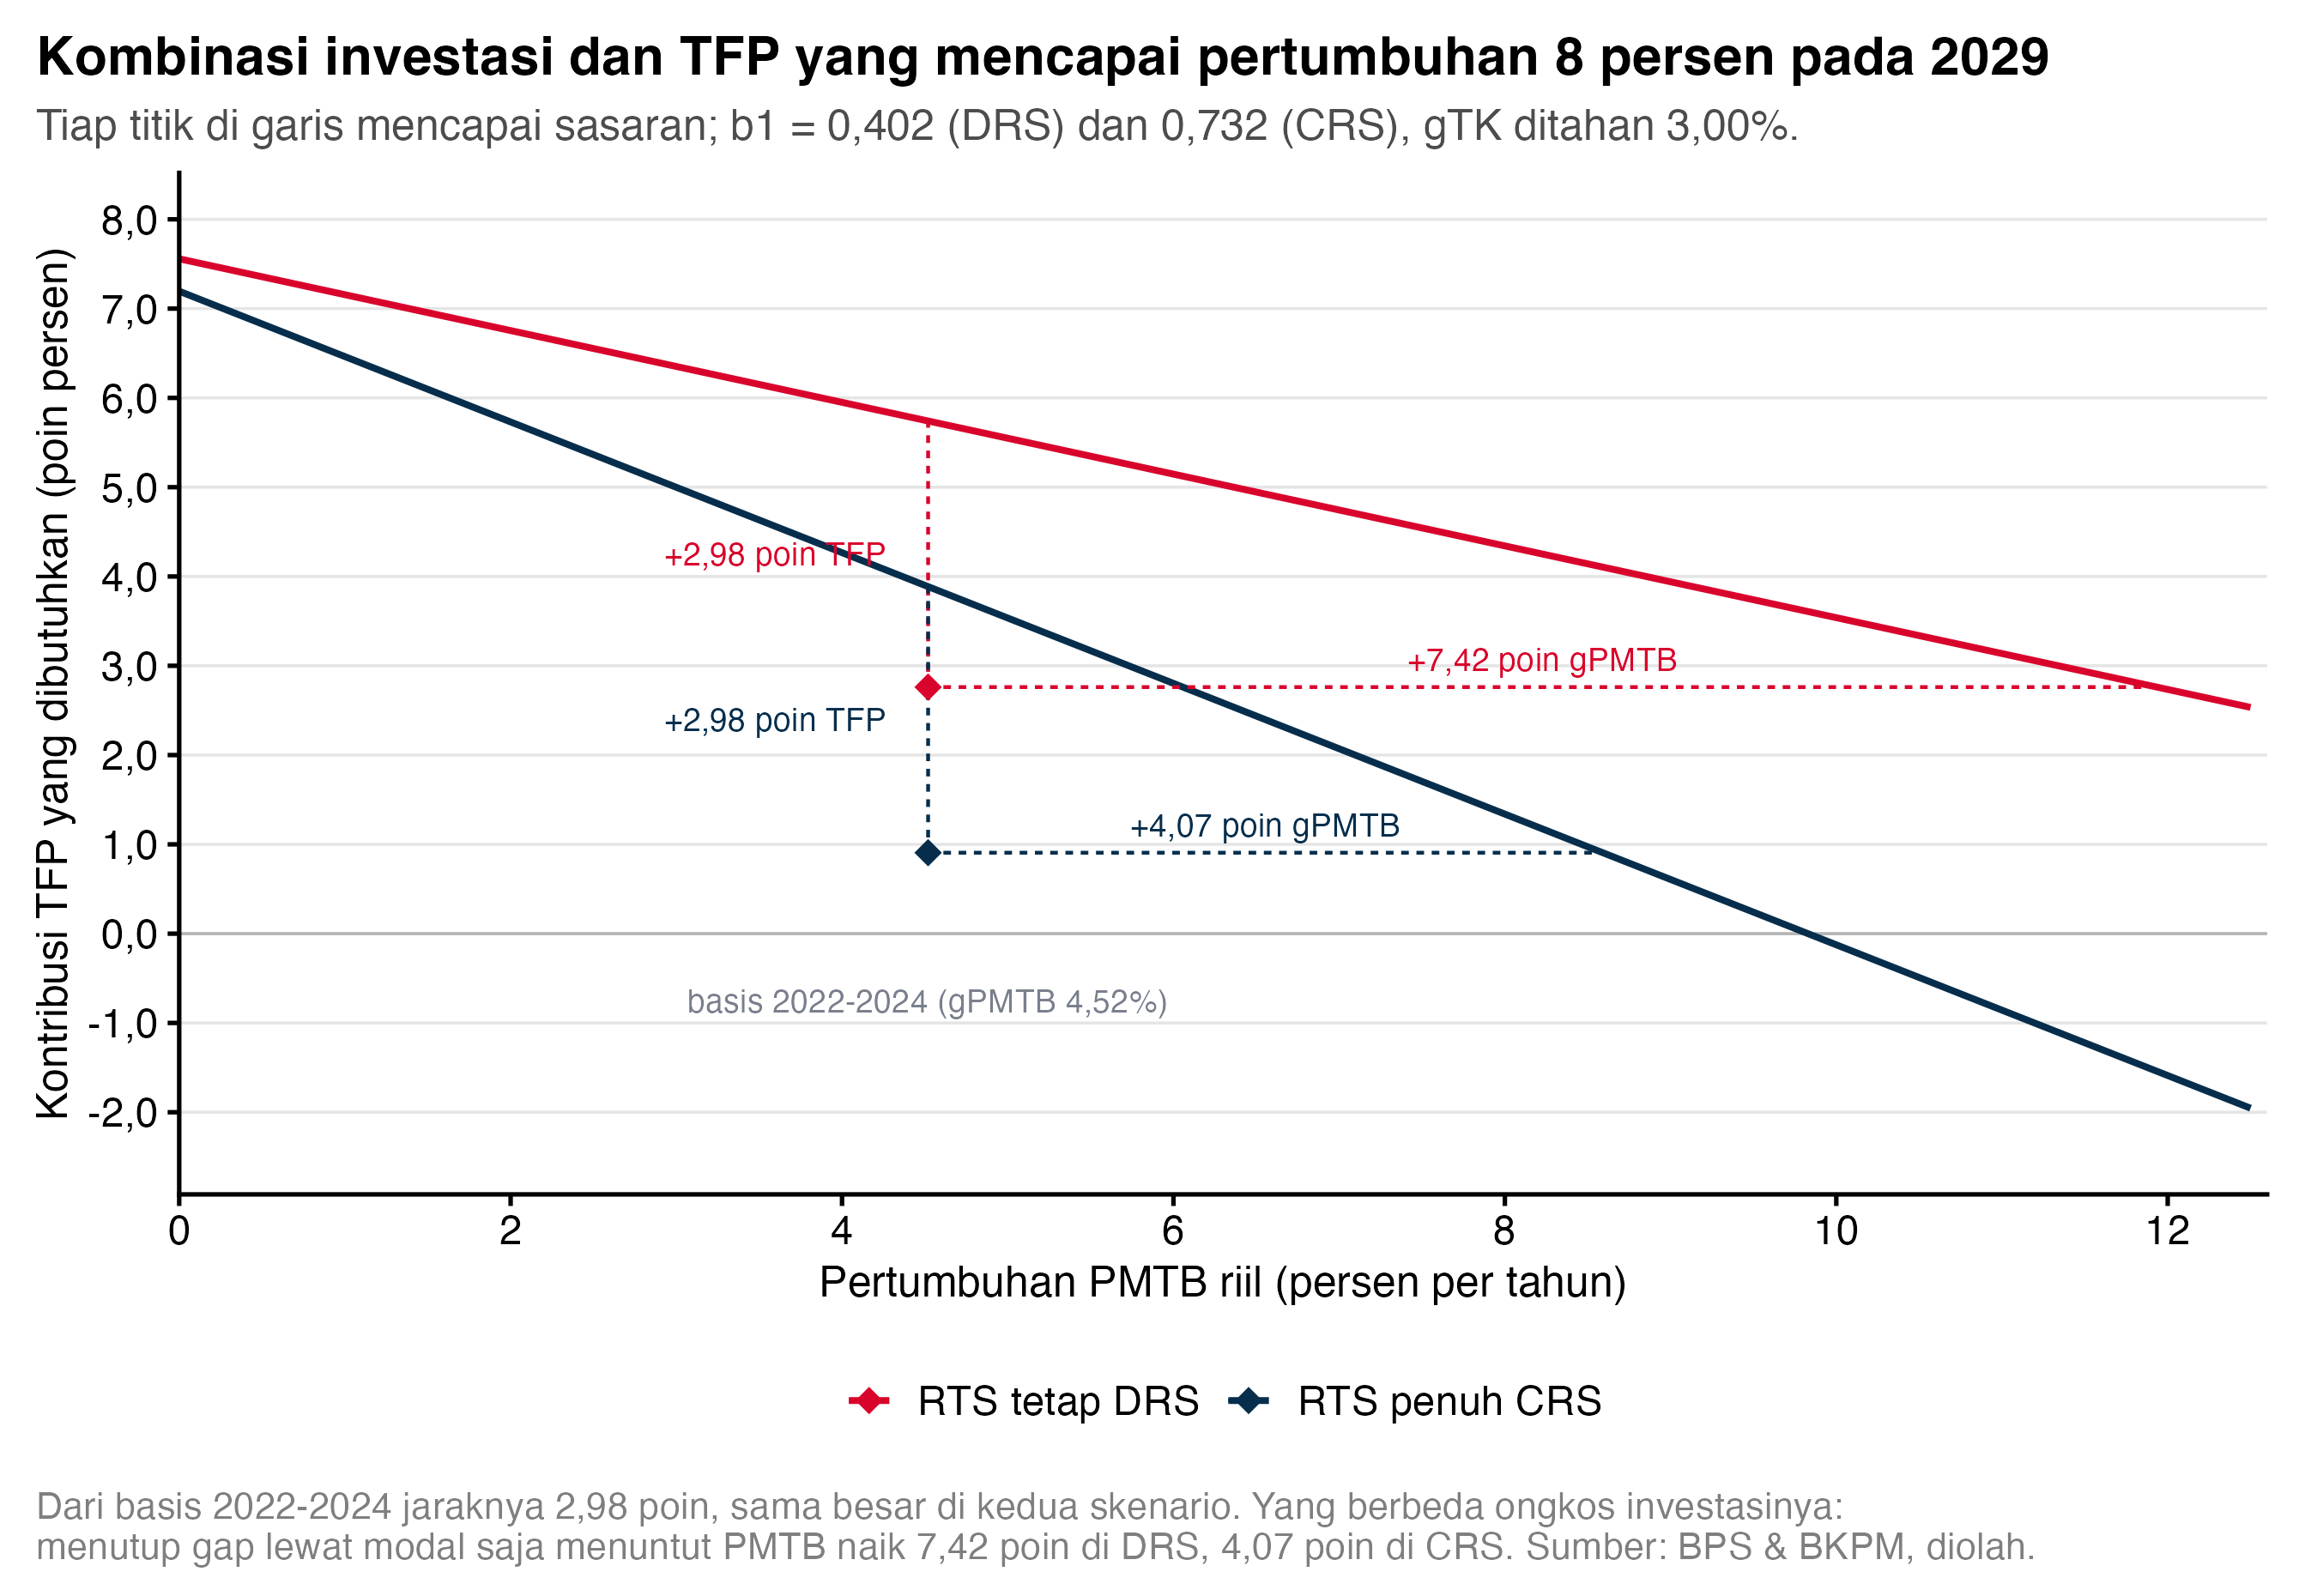 Kombinasi investasi dan TFP yang mencapai pertumbuhan 8 persen pada 2029
Tiap titik di garis mencapai sasaran; b1 = 0,402 (DRS) dan 0,732 (CRS), gTK ditahan 3,00%.
Kontribusi TFP yang dibutuhkan (poin persen)
8,0
7,0
6,0
5,0
4,0
3,0
2,0
1,0
0,0
-1,0
-2,0
+2,98 poin TFP
+7,42 poin gPMTB
+2,98 poin TFP
+4,07 poin gPMTB
basis 2022-2024 (gPMTB 4,52%)
0 2 4 6 8 10 12
Pertumbuhan PMTB riil (persen per tahun)
RTS tetap DRS RTS penuh CRS
Dari basis 2022-2024 jaraknya 2,98 poin, sama besar di kedua skenario. Yang berbeda ongkos investasinya:
menutup gap lewat modal saja menuntut PMTB naik 7,42 poin di DRS, 4,07 poin di CRS. Sumber: BPS & BKPM, diolah.